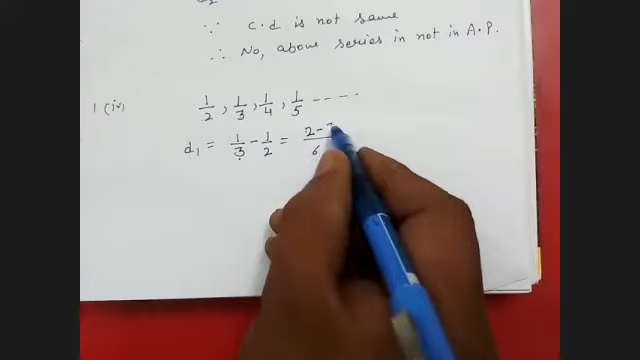 ∵ c.d is not same
∴ No, above series in not in A.P.
1 (iv) 1/2, 1/3, 1/4, 1/5 - - - -
d₁ = 1/3 - 1/2 = 2-/6